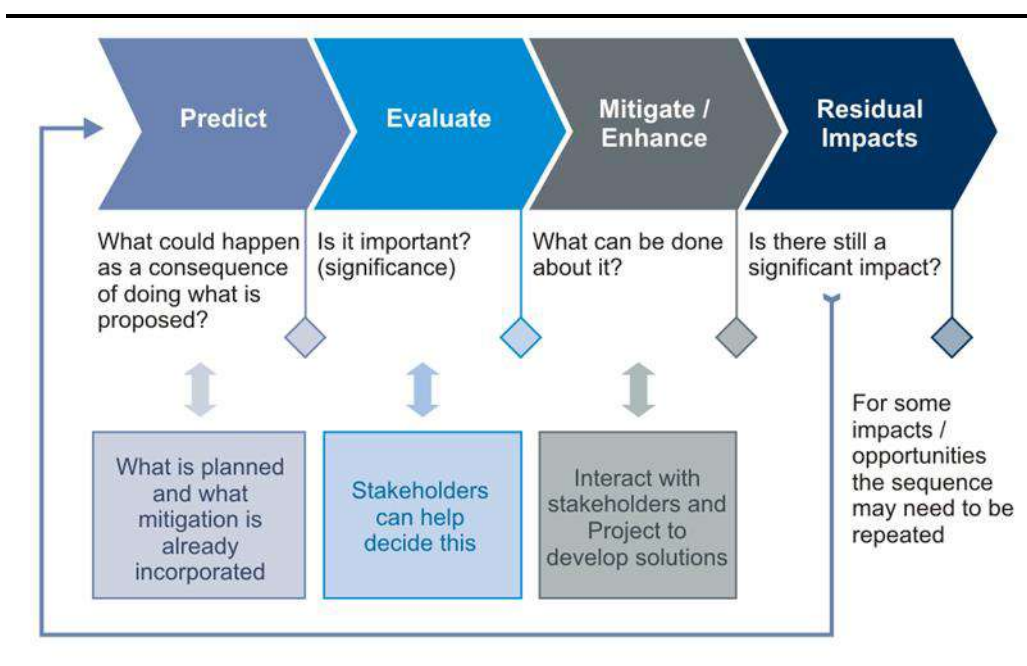 Predict
Evaluate
Mitigate /
Enhance
Residual
Impacts
What could happen
as a consequence
of doing what is
proposed?
Is it important?
(significance)
What can be done
about it?
Is there still a
significant impact?
What is planned
and what
mitigation is
already
incorporated
Stakeholders
can help
decide this
Interact with
stakeholders and
Project to
develop solutions
For some
impacts /
opportunities
the sequence
may need to be
repeated